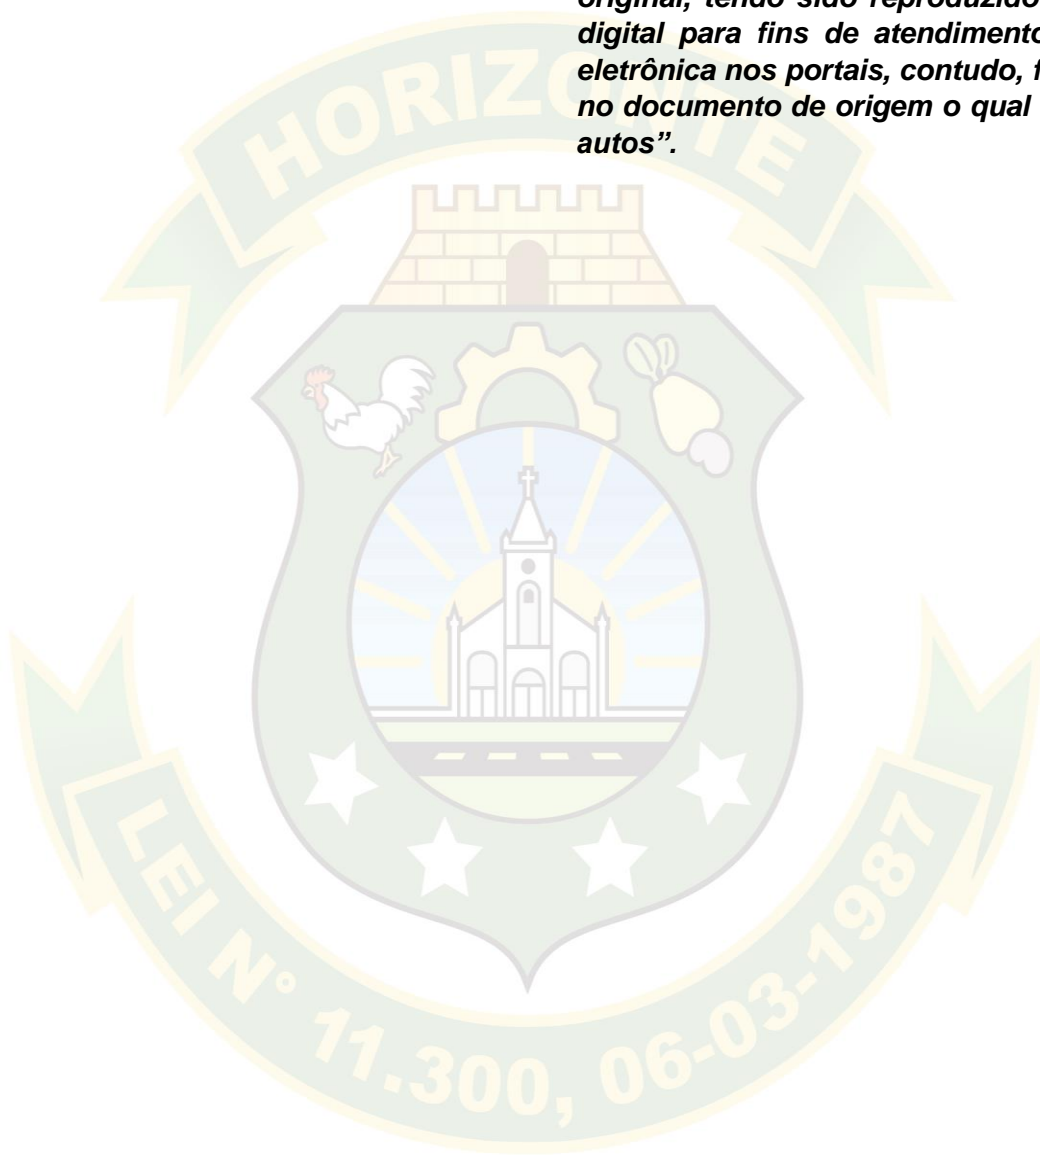 original, tendo sido reproduzido
digital para fins de atendimento
eletrônica nos portais, contudo, f
no documento de origem o qual
autos”.
HORIZONTE
LEI N° 11.300, 06-03-1987